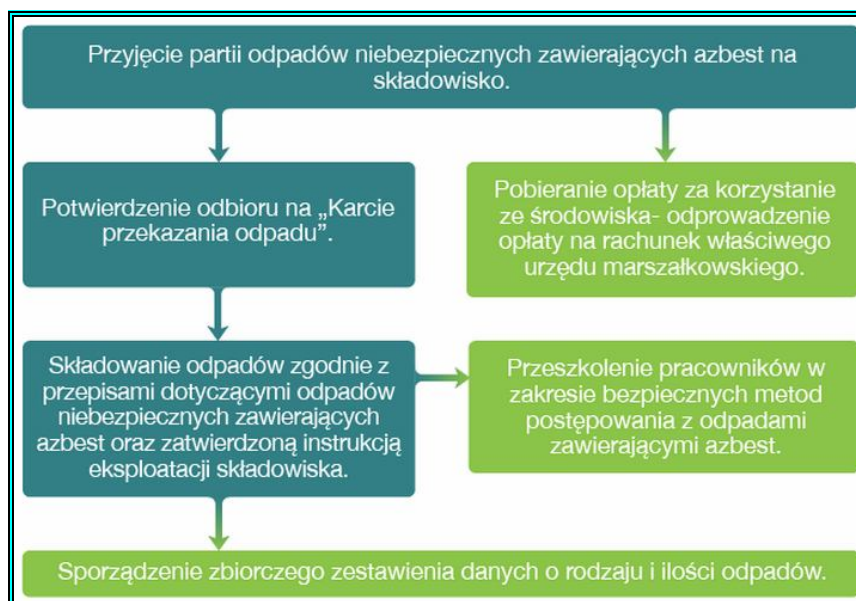 Przyjęcie partii odpadów niebezpiecznych zawierających azbest na
składowisko.
Potwierdzenie odbioru na „Karcie
przekazania odpadu”.
Pobieranie opłaty za korzystanie
ze środowiska- odprowadzenie
opłaty na rachunek właściwego
urzędu marszałkowskiego.
Składowanie odpadów zgodnie z
przepisami dotyczącymi odpadów
niebezpiecznych zawierających
azbest oraz zatwierdzoną instrukcją
eksploatacji składowiska.
Przeszkolenie pracowników w
zakresie bezpiecznych metod
postępowania z odpadami
zawierającymi azbest.
Sporządzenie zbiorczego zestawienia danych o rodzaju i ilości odpadów.